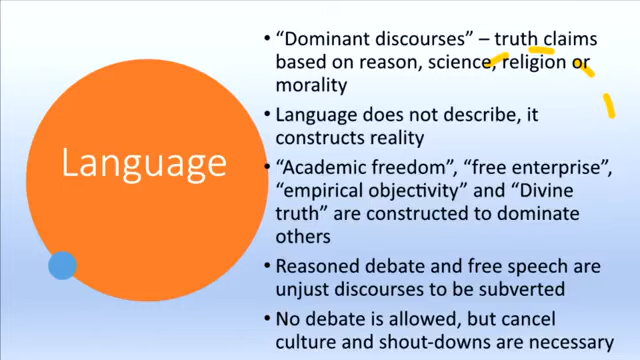 Language
• “Dominant discourses” – truth claims
based on reason, science, religion or
morality
• Language does not describe, it
constructs reality
• “Academic freedom”, “free enterprise”,
“empirical objectivity” and “Divine
truth” are constructed to dominate
others
• Reasoned debate and free speech are
unjust discourses to be subverted
• No debate is allowed, but cancel
culture and shout-downs are necessary